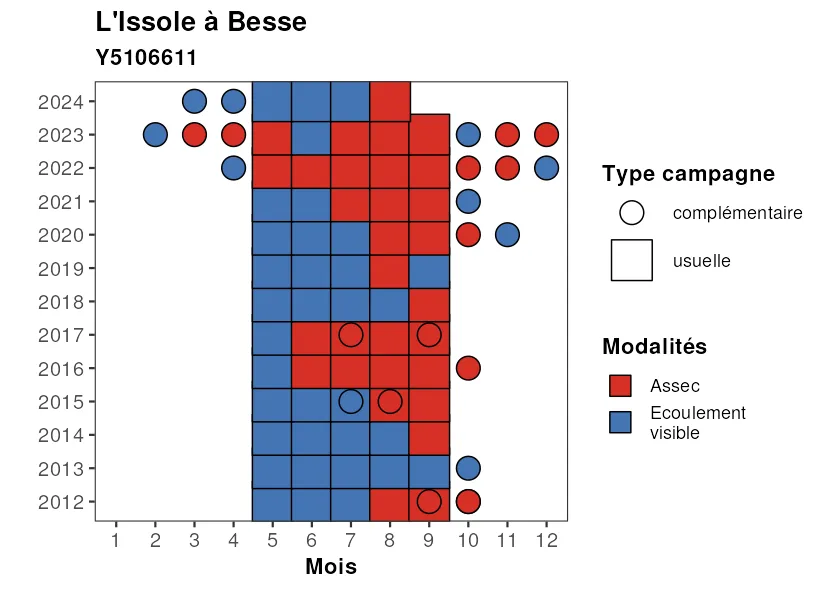 L'Issole à Besse
Y5106611
2024
2023
2022
2021
2020
2019
2018
2017
2016
2015
2014
2013
2012
1 2 3 4 5 6 7 8 9 10 11 12
Mois
Type campagne
complémentaire
usuelle
Modalités
Assec
Ecoulement
visible